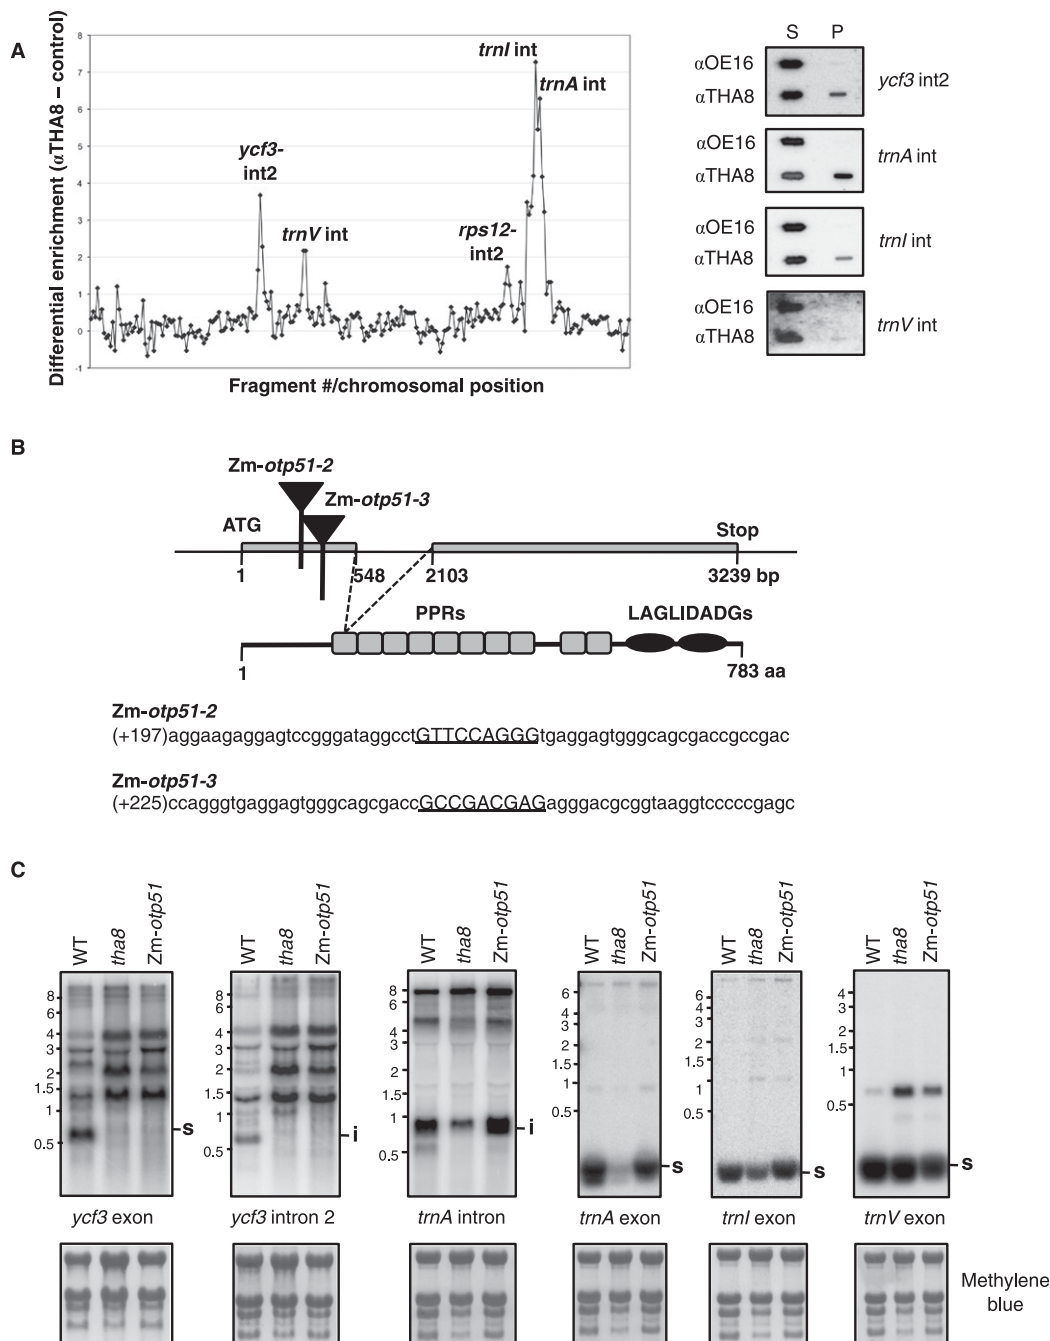 A
Differential enrichment (αTHA8 – control)
8
7
6
5
4
3
2
1
0
-1
trnI int
trnA int
ycf3-
int2
trnV int
rps12-
int2
Fragment #/chromosomal position
S P
αOE16
αTHA8
ycf3 int2
αOE16
αTHA8
trnA int
αOE16
αTHA8
trnI int
αOE16
αTHA8
trnV int
B
Zm-otp51-2
Zm-otp51-3
ATG
Stop
1 548 2103 3239 bp
PPRs LAGLIDADGs
1 783 aa
Zm-otp51-2
(+197)aggaagaggagtccgggataggcctGTTCCAGGGtgaggagtgggcagcgaccgccgac
Zm-otp51-3
(+225)ccagggtgaggagtgggcagcgaccGCCGACGAGagggacgcggtaaggtcccccgagc
C
WT tha8 Zm-otp51
8
6
4
3
2
1.5
1
0.5
s
ycf3 exon
WT tha8 Zm-otp51
8
6
4
3
2
1.5
1
0.5
i
ycf3 intron 2
WT tha8 Zm-otp51
8
6
4
3
2
1.5
1
0.5
i
trnA intron
WT tha8 Zm-otp51
6
4
3
2
1.5
1
0.5
s
trnA exon
WT tha8 Zm-otp51
6
4
3
2
1.5
1
0.5
s
trnI exon
WT tha8 Zm-otp51
4
3
2
1.5
1
0.5
s
trnV exon
Methylene
blue